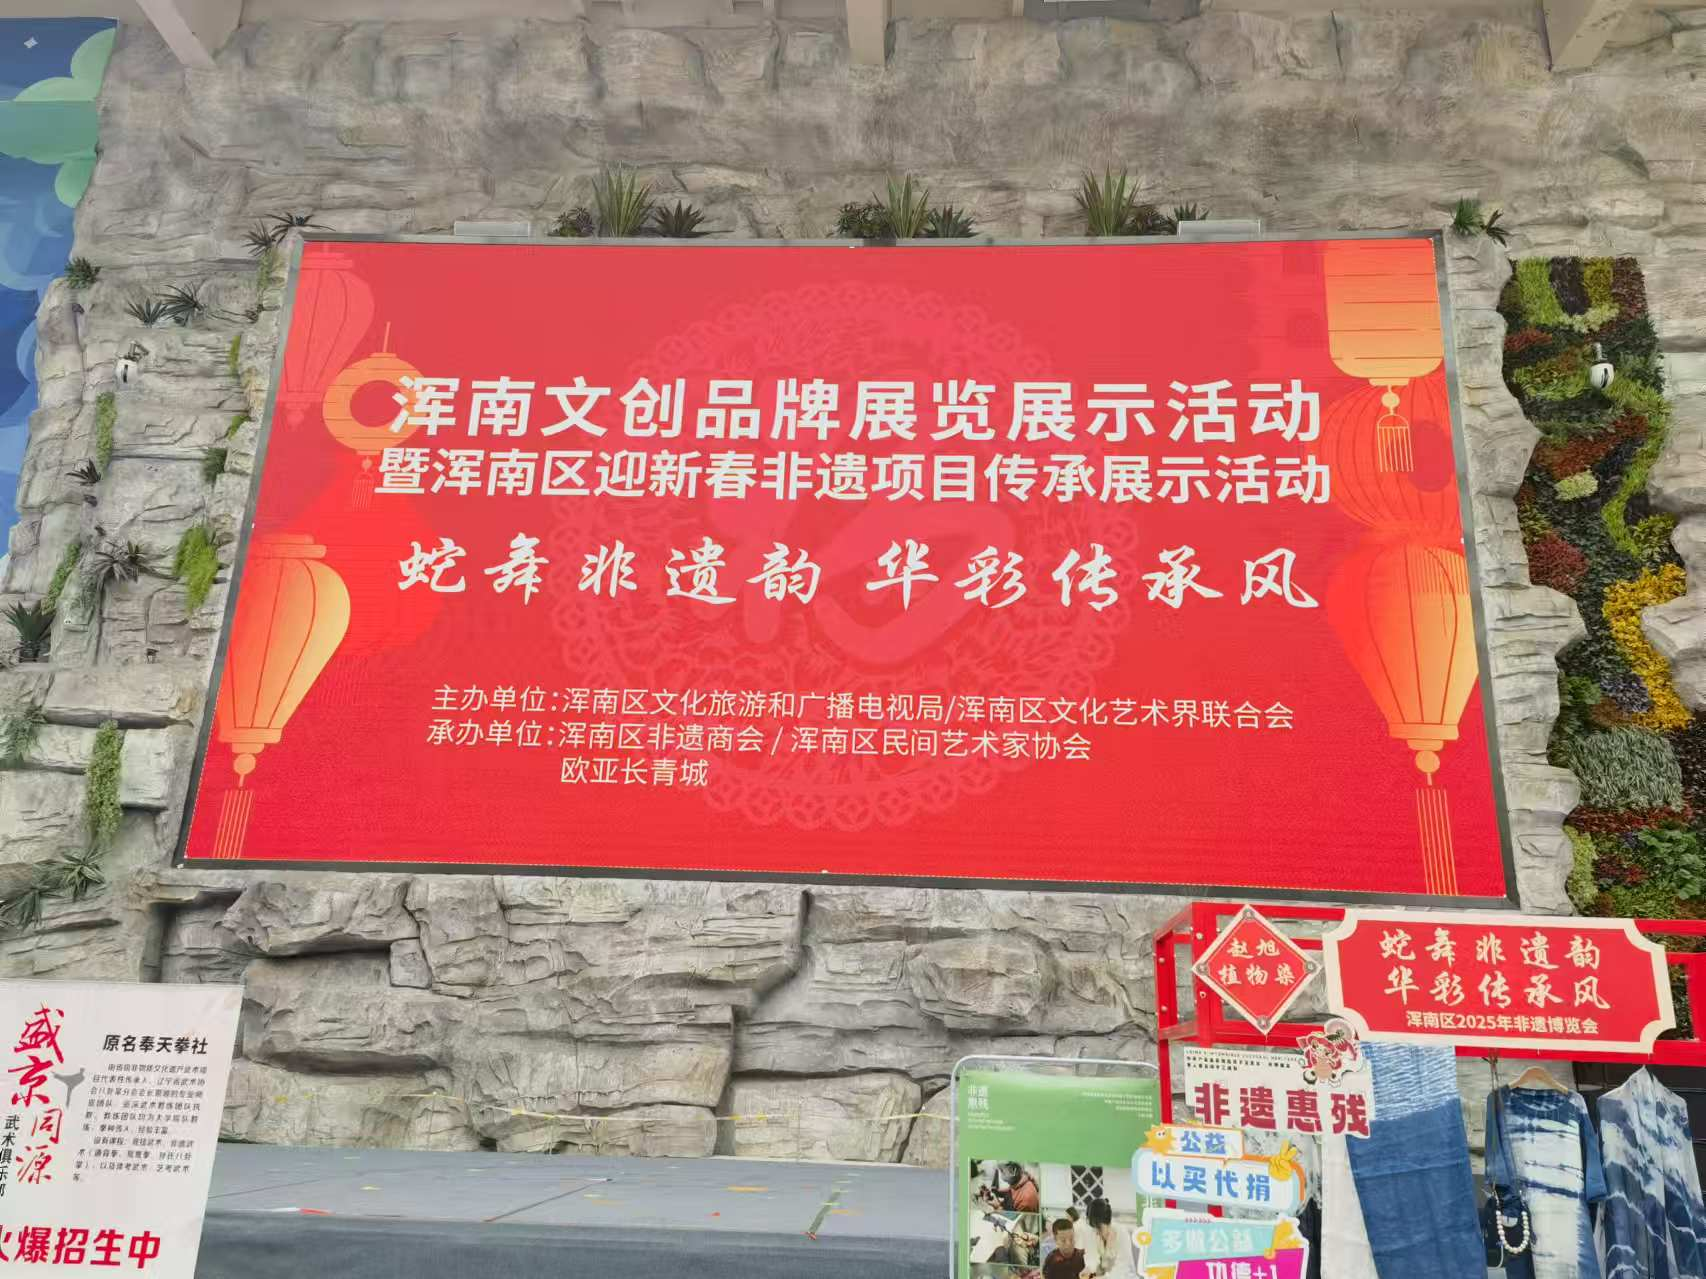 浑南文创品牌展览展示活动
暨浑南区迎新春非遗项目传承展示活动
蛇舞非遗韵 华彩传承风
主办单位:浑南区文化旅游和广播电视局/浑南区文化艺术界联合会
承办单位:浑南区非遗商会/浑南区民间艺术家协会
欧亚长青城
盛京同源
武术俱乐部
原名奉天拳社
火爆招生中
赵旭
植物染
蛇舞非遗韵
华彩传承风
浑南区2025年非遗博览会
非遗惠残
公益
以买代捐
多做公益
功德+1
非遗
惠残